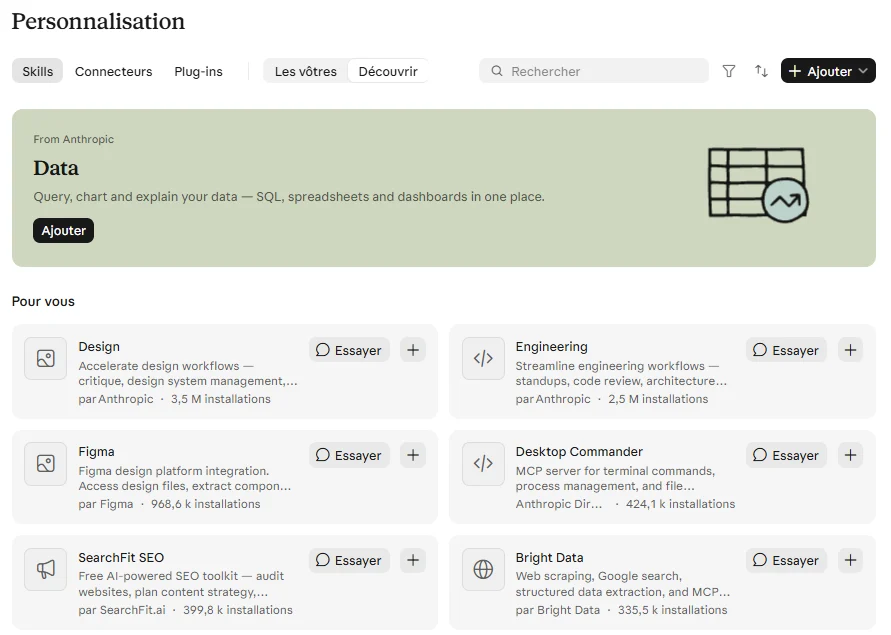 Personnalisation
Skills
Connecteurs
Plug-ins
Les vôtres
Découvrir
Rechercher
Ajouter
From Anthropic
Data
Query, chart and explain your data — SQL, spreadsheets and dashboards in one place.
Ajouter
Pour vous
Design
Accelerate design workflows —
critique, design system management,...
par Anthropic · 3,5 M installations
Essayer
Engineering
Streamline engineering workflows —
standups, code review, architecture...
par Anthropic · 2,5 M installations
Essayer
Figma
Figma design platform integration.
Access design files, extract compon...
par Figma · 968,6 k installations
Essayer
Desktop Commander
MCP server for terminal commands,
process management, and file...
Anthropic Dir... · 424,1 k installations
Essayer
SearchFit SEO
Free AI-powered SEO toolkit — audit
websites, plan content strategy,...
par SearchFit.ai · 399,8 k installations
Essayer
Bright Data
Web scraping, Google search,
structured data extraction, and MCP...
par Bright Data · 335,5 k installations
Essayer